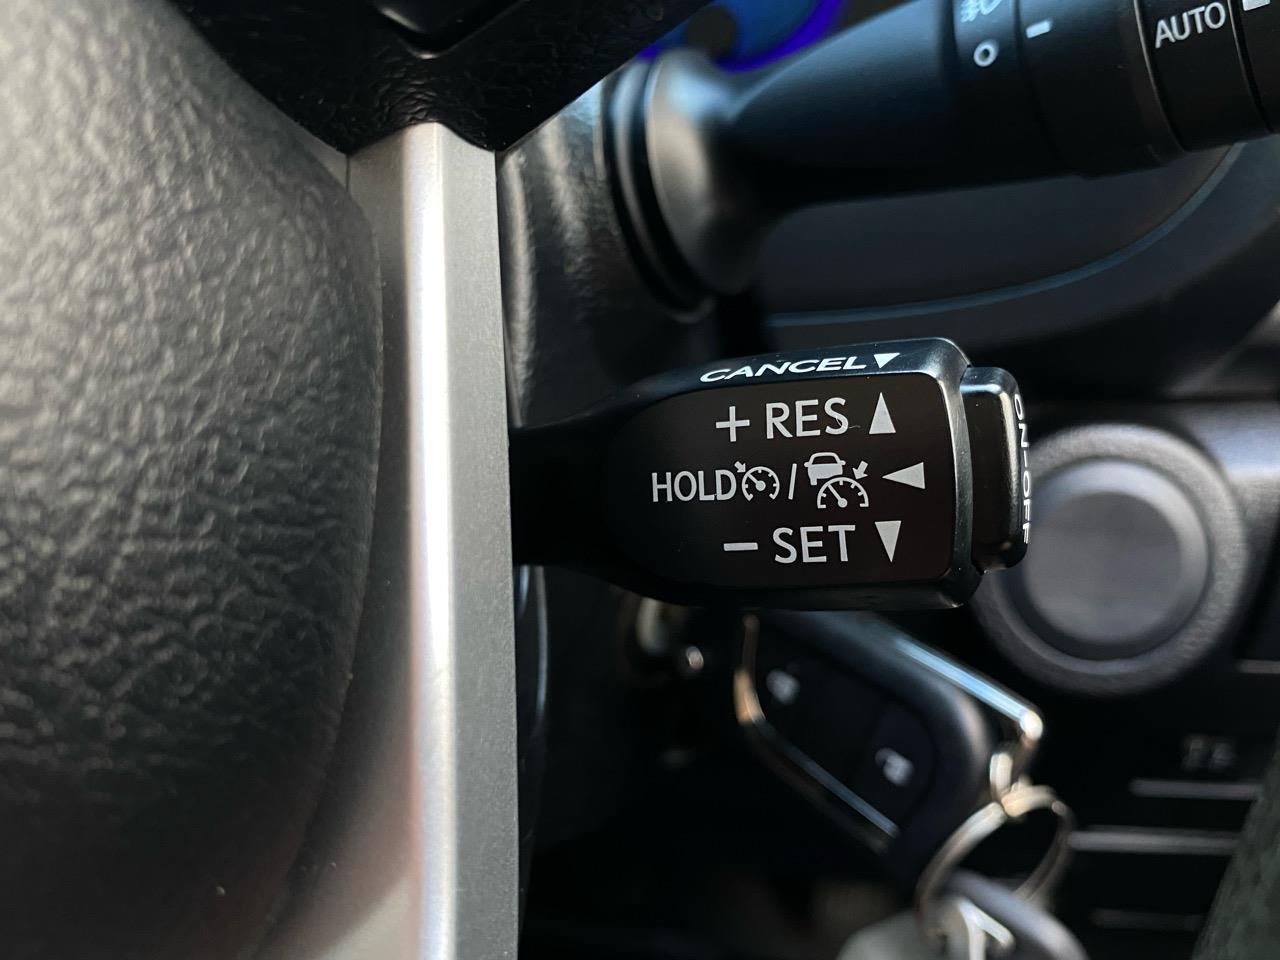 AUTO
CANCEL▼
+ RES ▲
HOLD / ◀
− SET ▼
ON-OFF